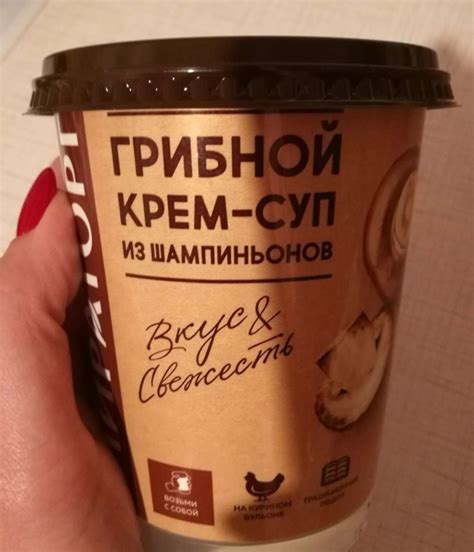 ГРИБНОЙ
КРЕМ-СУП
ИЗ ШАМПИНЬОНОВ
Вкус &
Свежесть
ВОЗЬМИ
С СОБОЙ
НА КУРИНОМ
БУЛЬОНЕ